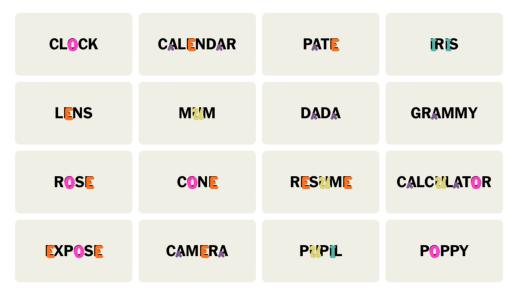 CLOCK CALENDAR PATE IRIS
LENS MUM DADA GRAMMY
ROSE CONE RESUME CALCULATOR
EXPOSE CAMERA PUPIL POPPY